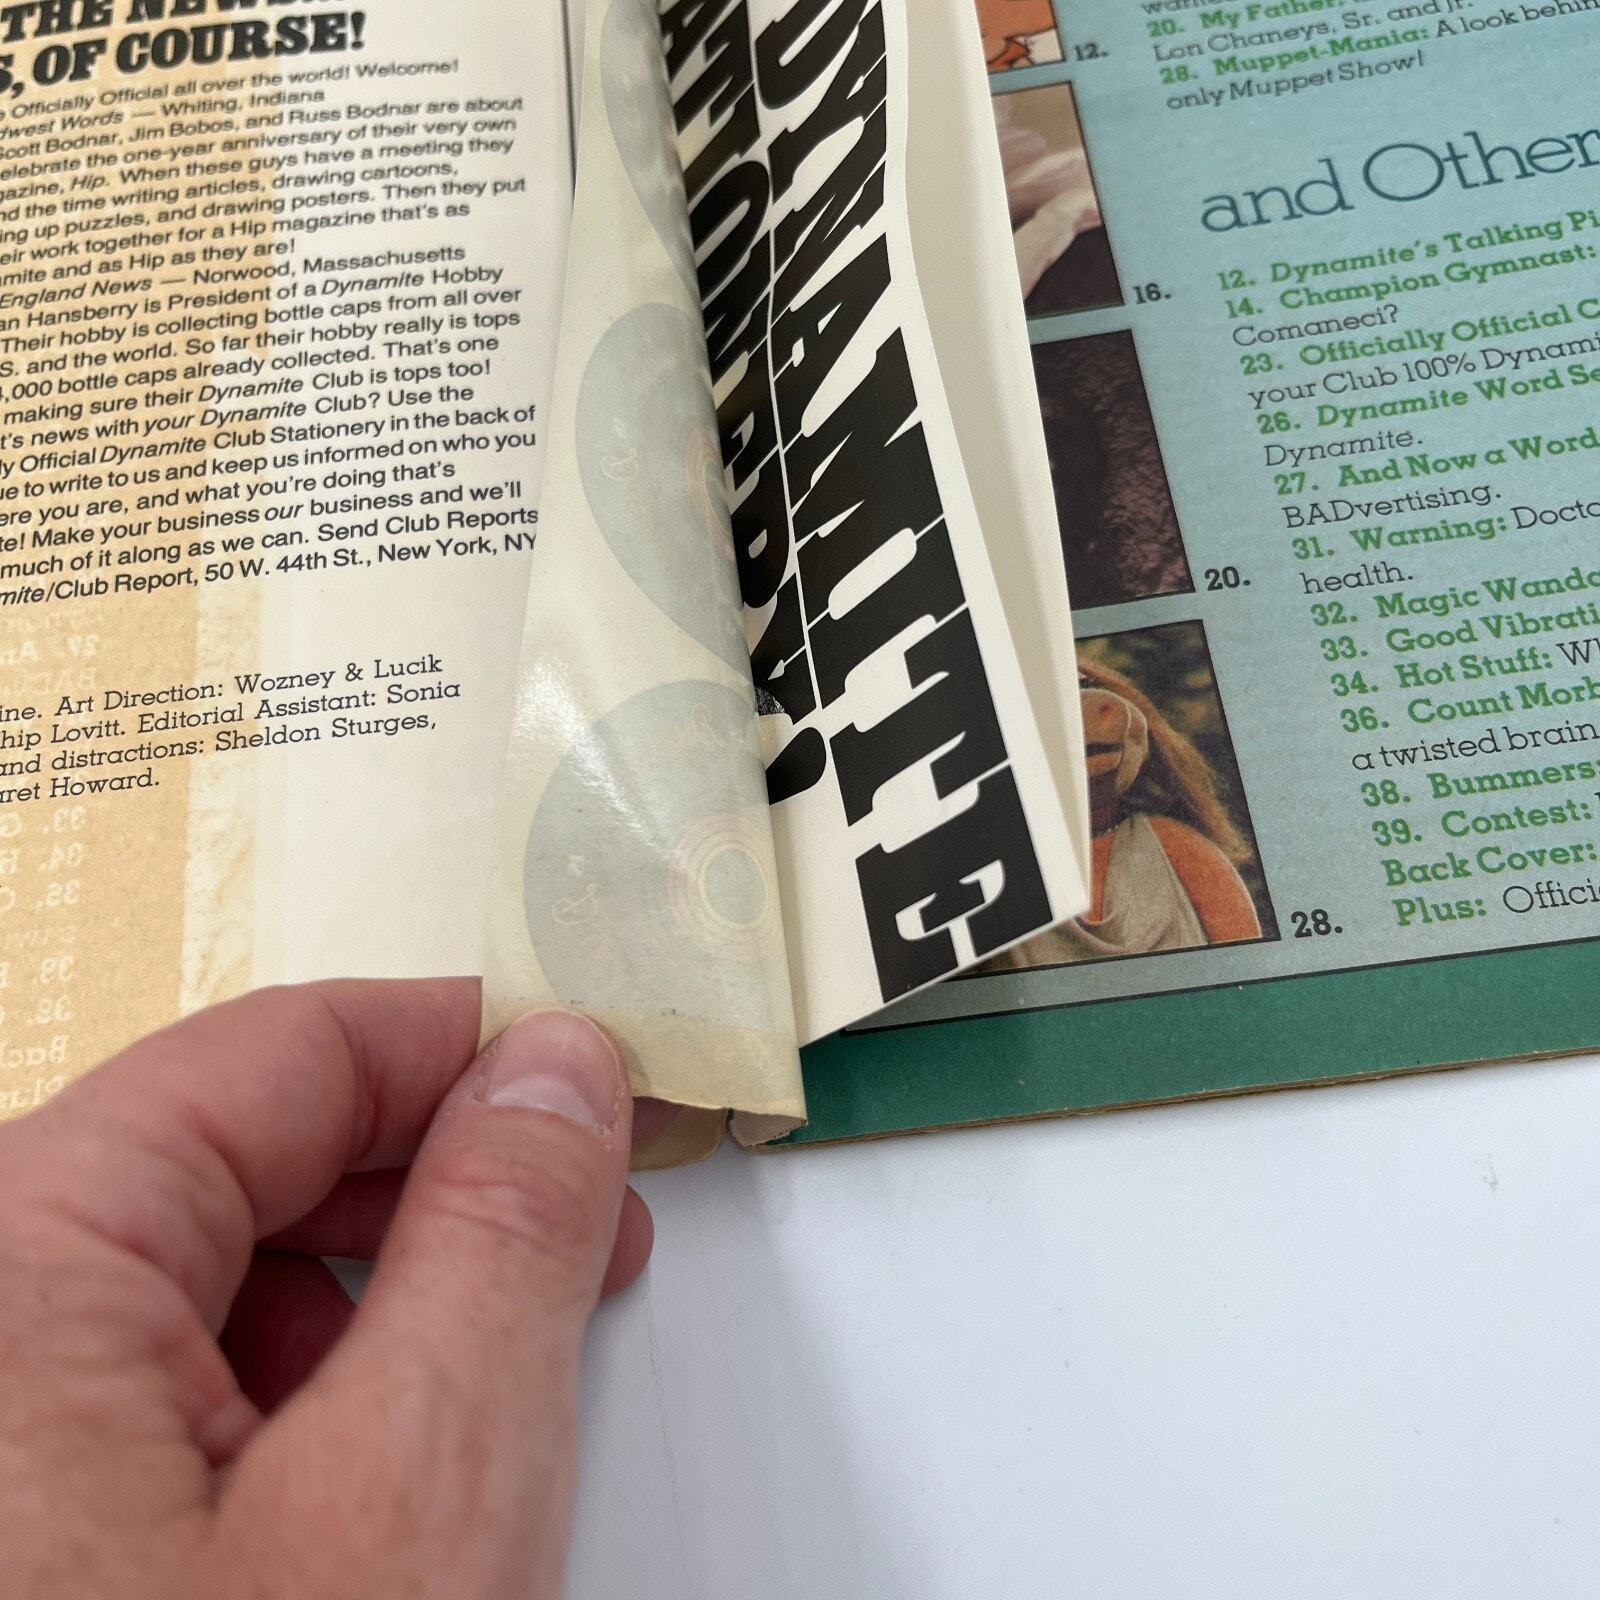 THE NEWS
S, OF COURSE!
Officially Official all over the world! Welcome!
dwest Words — Whiting, Indiana
Scott Bodnar, Jim Bobos, and Russ Bodnar are about
elebrate the one-year anniversary of their very own
gazine, Hip. When these guys have a meeting they
nd the time writing articles, drawing cartoons,
ing up puzzles, and drawing posters. Then they put
eir work together for a Hip magazine that's as
mite and as Hip as they are!
England News — Norwood, Massachusetts
an Hansberry is President of a Dynamite Hobby
Their hobby is collecting bottle caps from all over
S. and the world. So far their hobby really is tops
,000 bottle caps already collected. That's one
making sure their Dynamite Club is tops too!
t's news with your Dynamite Club? Use the
ly Official Dynamite Club Stationery in the back of
ue to write to us and keep us informed on who you
ere you are, and what you're doing that's
te! Make your business our business and we'll
much of it along as we can. Send Club Reports
mite/Club Report, 50 W. 44th St., New York, NY
ine. Art Direction: Wozney & Lucik
hip Lovitt. Editorial Assistant: Sonia
and distractions: Sheldon Sturges,
aret Howard.
DYNAMITE
12.
16.
20.
28.
20. My Father,
Lon Chaneys, Sr. and Jr.
28. Muppet-Mania: A look behin
only Muppet Show!
and Other
12. Dynamite's Talking Pi
14. Champion Gymnast:
Comaneci?
23. Officially Official C
your Club 100% Dynami
26. Dynamite Word Se
Dynamite.
27. And Now a Word
BADvertising.
31. Warning: Docto
health.
32. Magic Wanda
33. Good Vibrati
34. Hot Stuff: Wh
36. Count Morb
a twisted brain
38. Bummers:
39. Contest:
Back Cover:
Plus: Offici